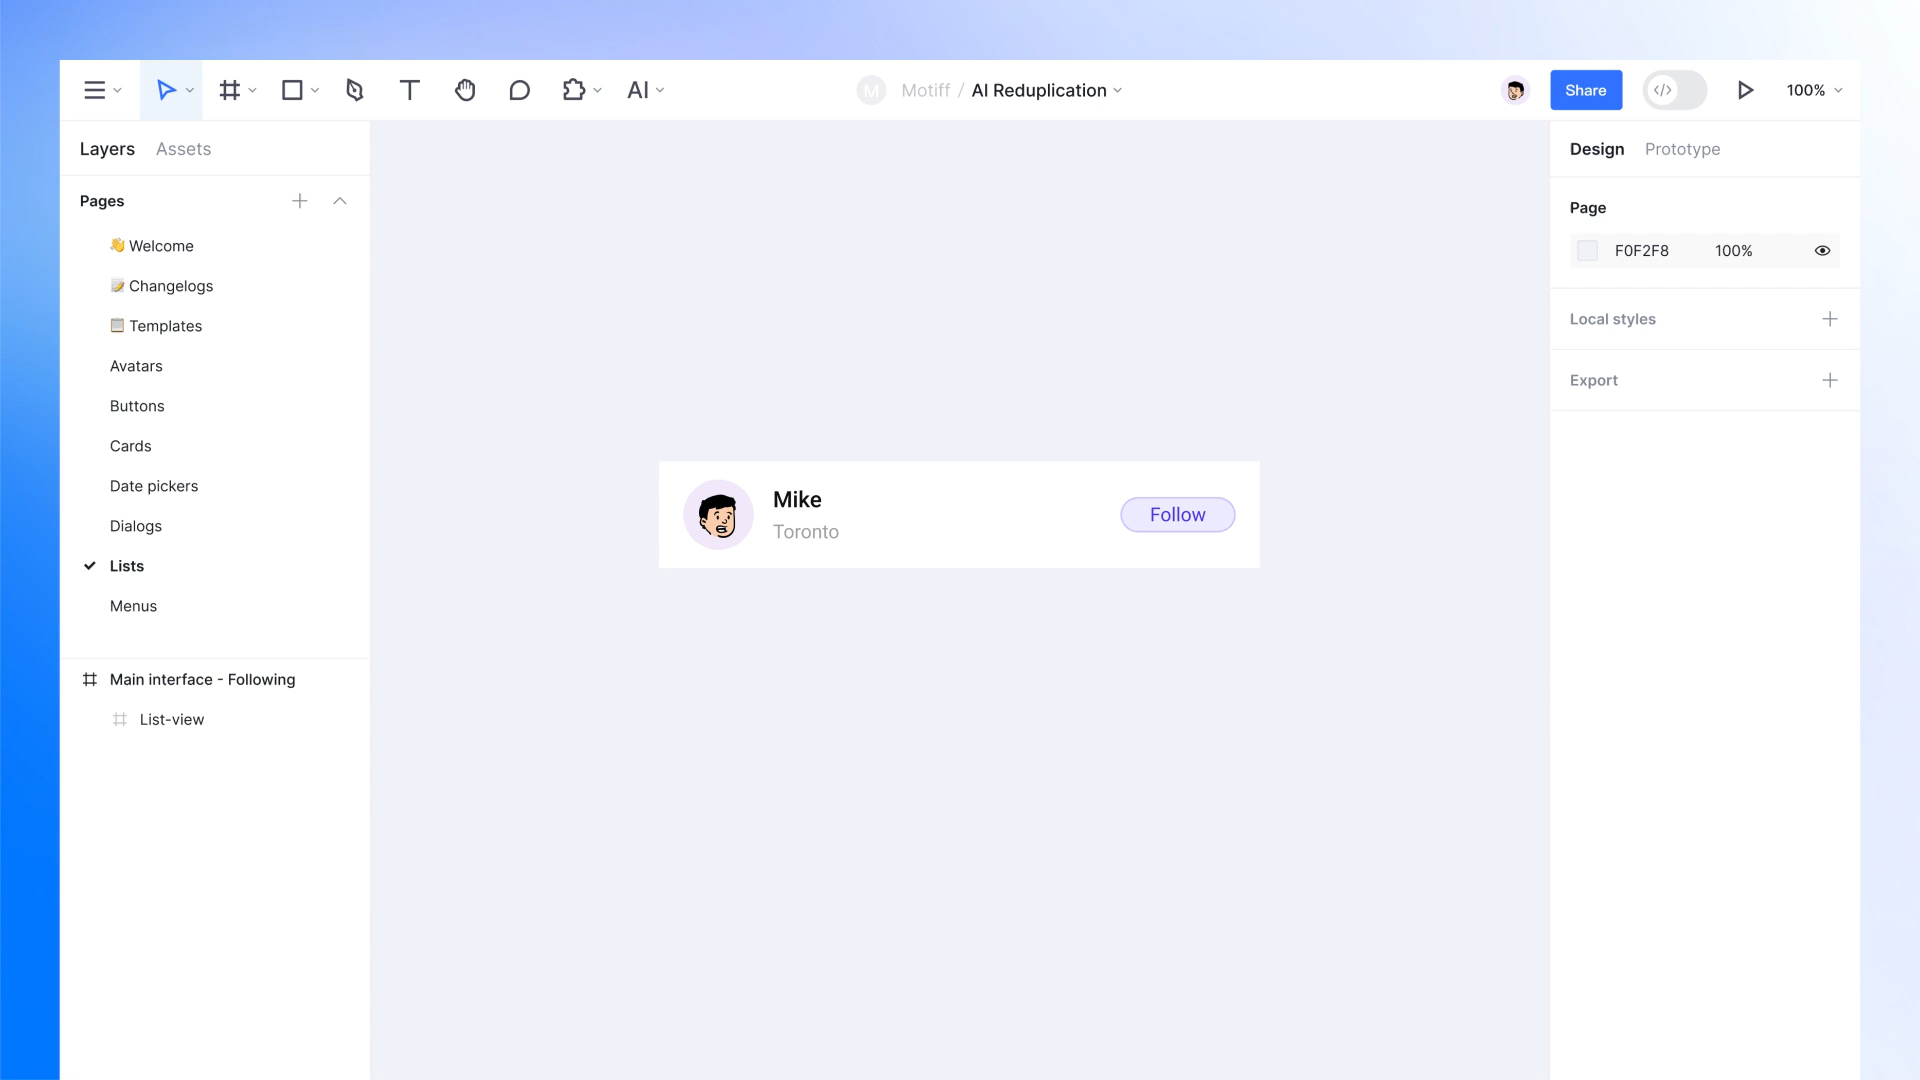 AI
M Motiff / AI Reduplication
Share
</>
100%
Layers Assets
Pages
👋 Welcome
📝 Changelogs
📋 Templates
Avatars
Buttons
Cards
Date pickers
Dialogs
Lists
Menus
Main interface - Following
List-view
Mike
Toronto
Follow
Design Prototype
Page
F0F2F8 100%
Local styles
Export